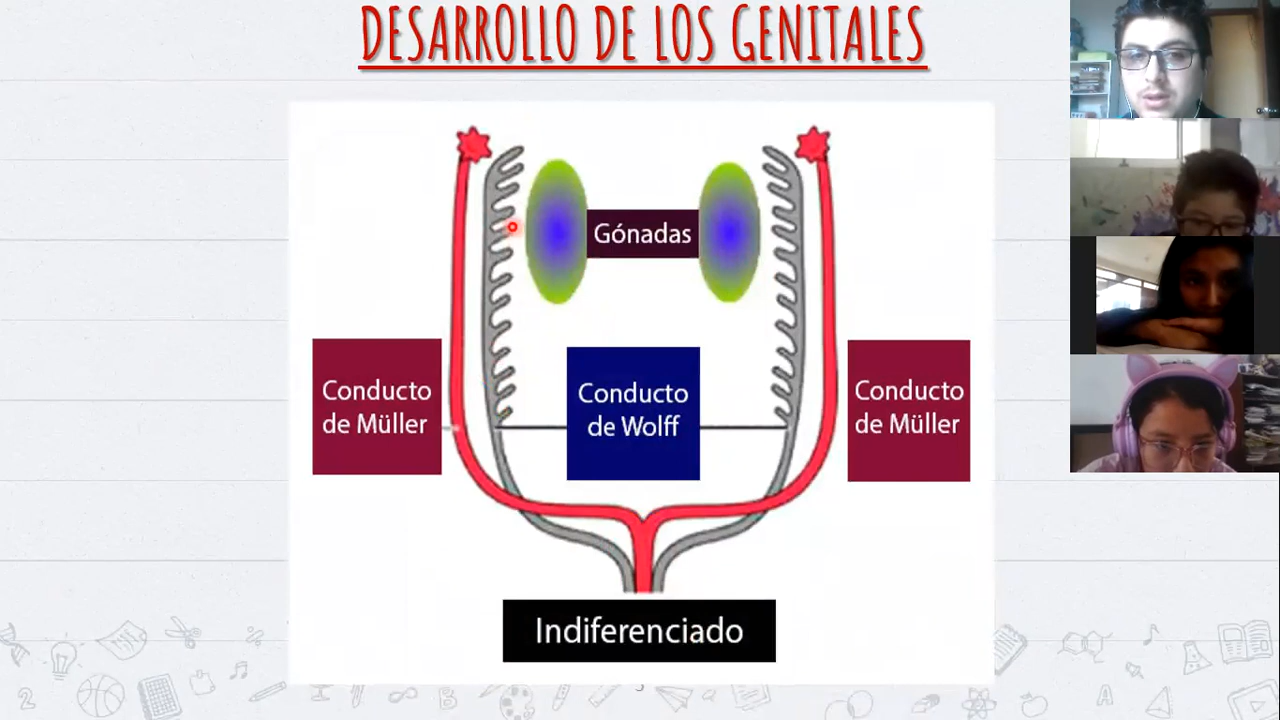 DESARROLLO DE LOS GENITALES
Gónadas
Conducto
de Müller
Conducto
de Wolff
Conducto
de Müller
Indiferenciado